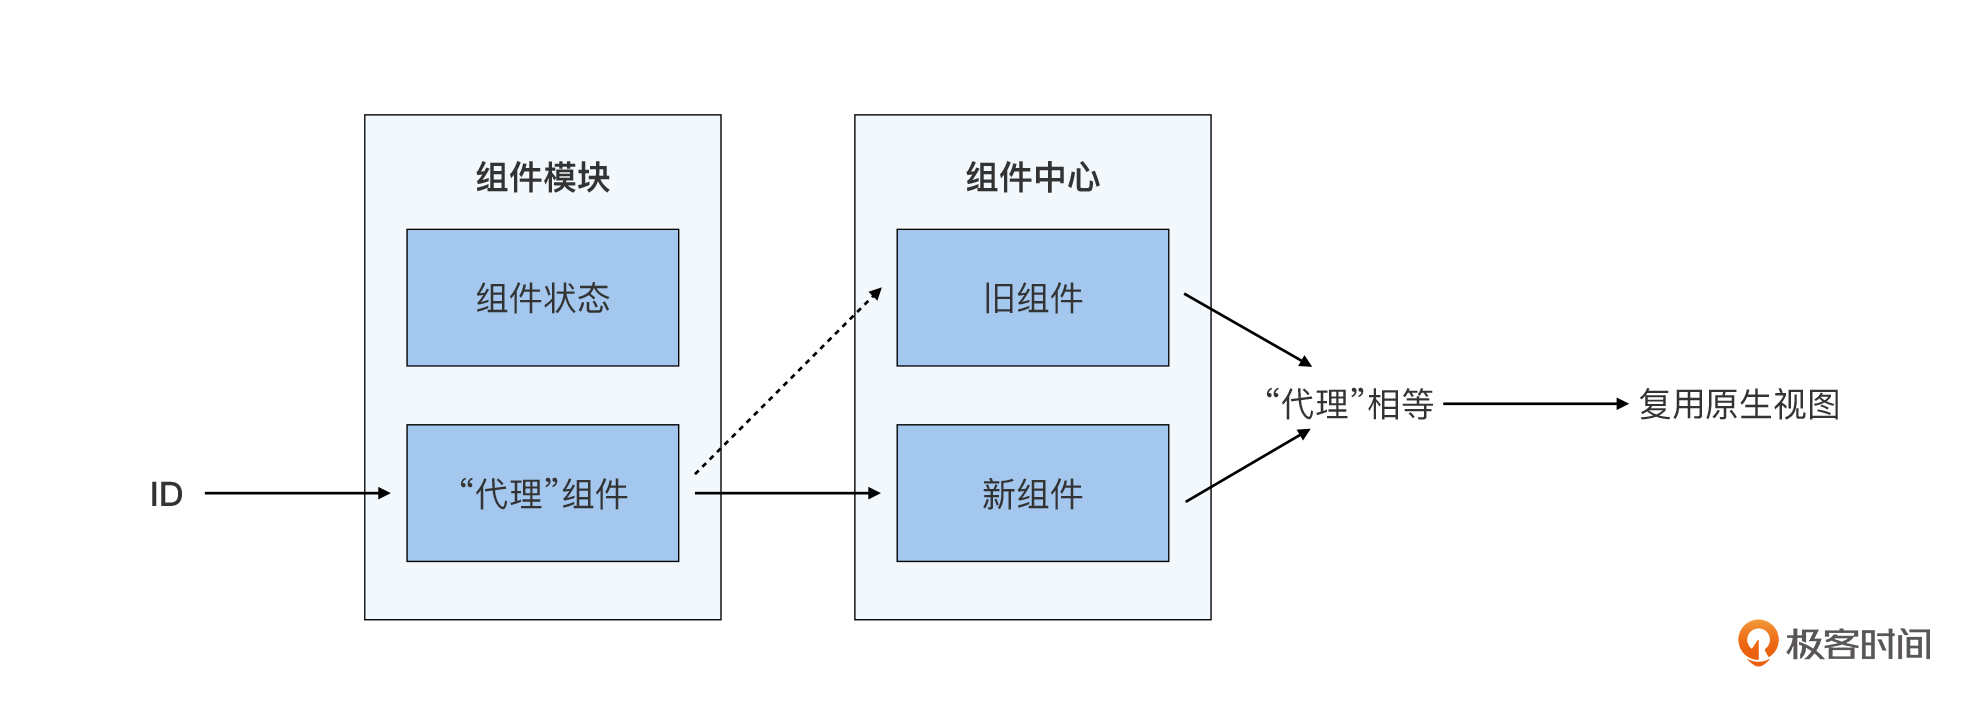 组件模块
组件中心
组件状态
旧组件
“代理”相等
复用原生视图
ID
“代理”组件
新组件
极客时间